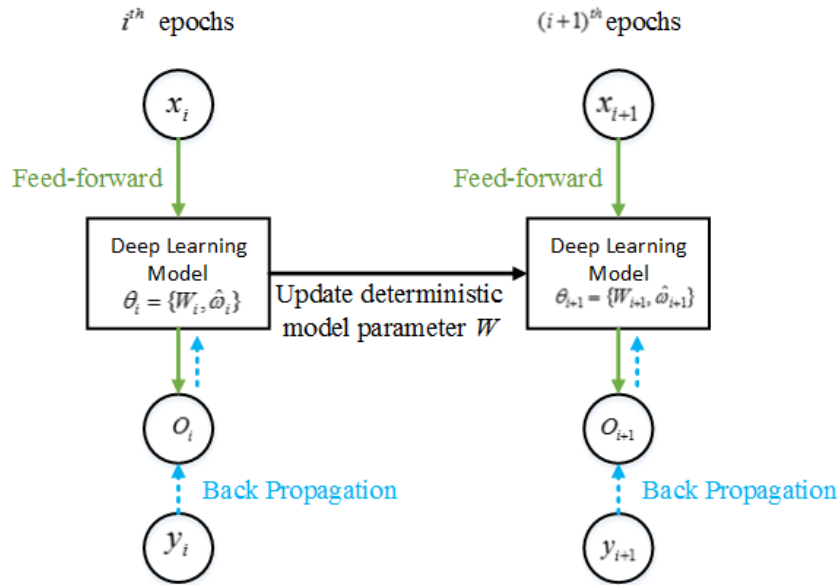 i^{th} epochs
(i+1)^{th} epochs
x_i
x_{i+1}
Feed-forward
Feed-forward
Deep Learning
Model
θ_i = {W_i, ω̂_i}
Update deterministic
model parameter W
Deep Learning
Model
θ_{i+1} = {W_{i+1}, ω̂_{i+1}}
O_i
O_{i+1}
Back Propagation
Back Propagation
y_i
y_{i+1}